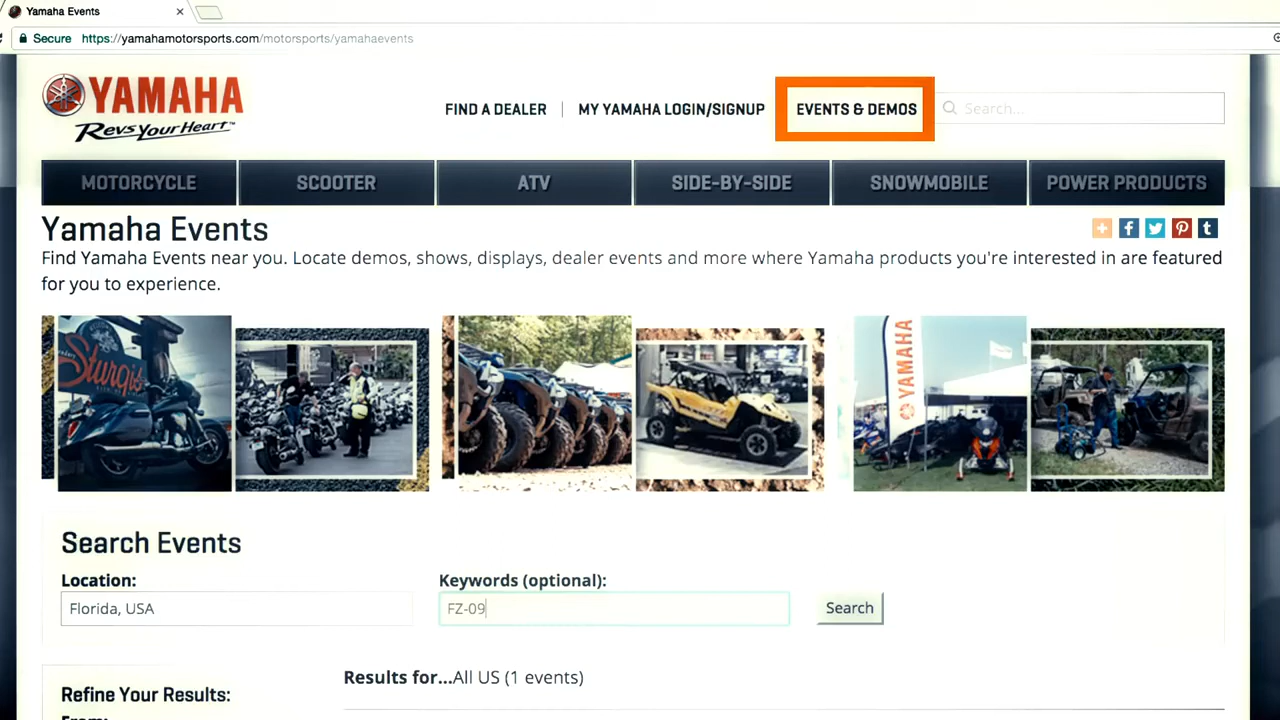 Yamaha Events
Secure https://yamahamotorsports.com/motorsports/yamahaevents
YAMAHA
Revs Your Heart™
FIND A DEALER
MY YAMAHA LOGIN/SIGNUP
EVENTS & DEMOS
Search...
MOTORCYCLE
SCOOTER
ATV
SIDE-BY-SIDE
SNOWMOBILE
POWER PRODUCTS
Yamaha Events
Find Yamaha Events near you. Locate demos, shows, displays, dealer events and more where Yamaha products you're interested in are featured
for you to experience.
Sturgis
YAMAHA
Search Events
Location:
Keywords (optional):
Florida, USA
FZ-09
Search
Results for...All US (1 events)
Refine Your Results:
From: